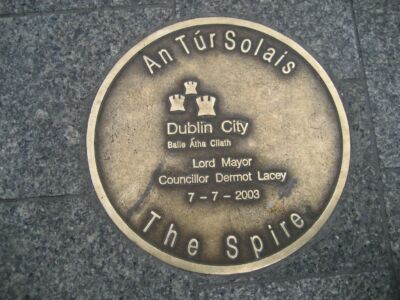 An Túr Solais
Dublin City
Baile Átha Cliath
Lord Mayor
Councillor Dermot Lacey
7-7-2003
The Spire